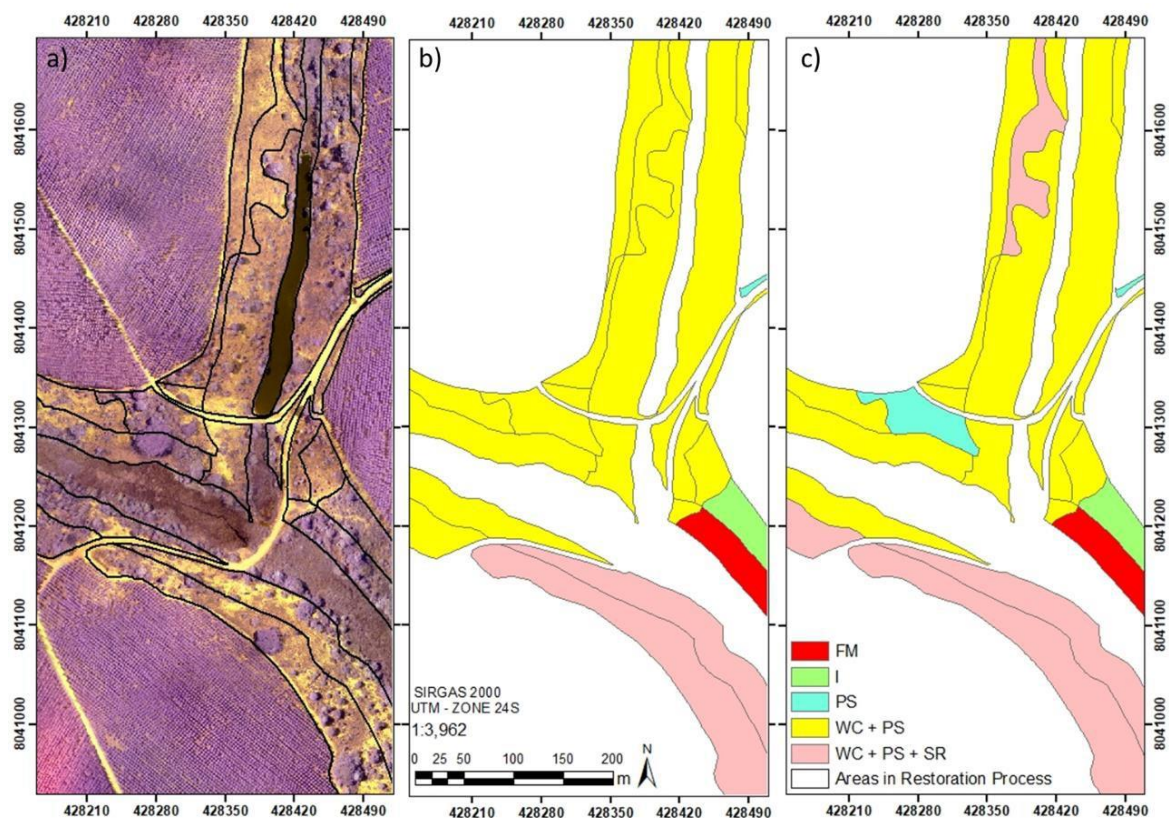 428210 428280 428350 428420 428490 428210 428280 428350 428420 428490 428210 428280 428350 428420 428490
a) b) c)
8041600 8041600
8041500 8041500
8041400 8041400
8041300 8041300
8041200 8041200
8041100 8041100
8041000 8041000
SIRGAS 2000
UTM - ZONE 24S
1:3,962
N
0 25 50 100 150 200
m
FM
I
PS
WC + PS
WC + PS + SR
Areas in Restoration Process
428210 428280 428350 428420 428490 428210 428280 428350 428420 428490 428210 428280 428350 428420 428490